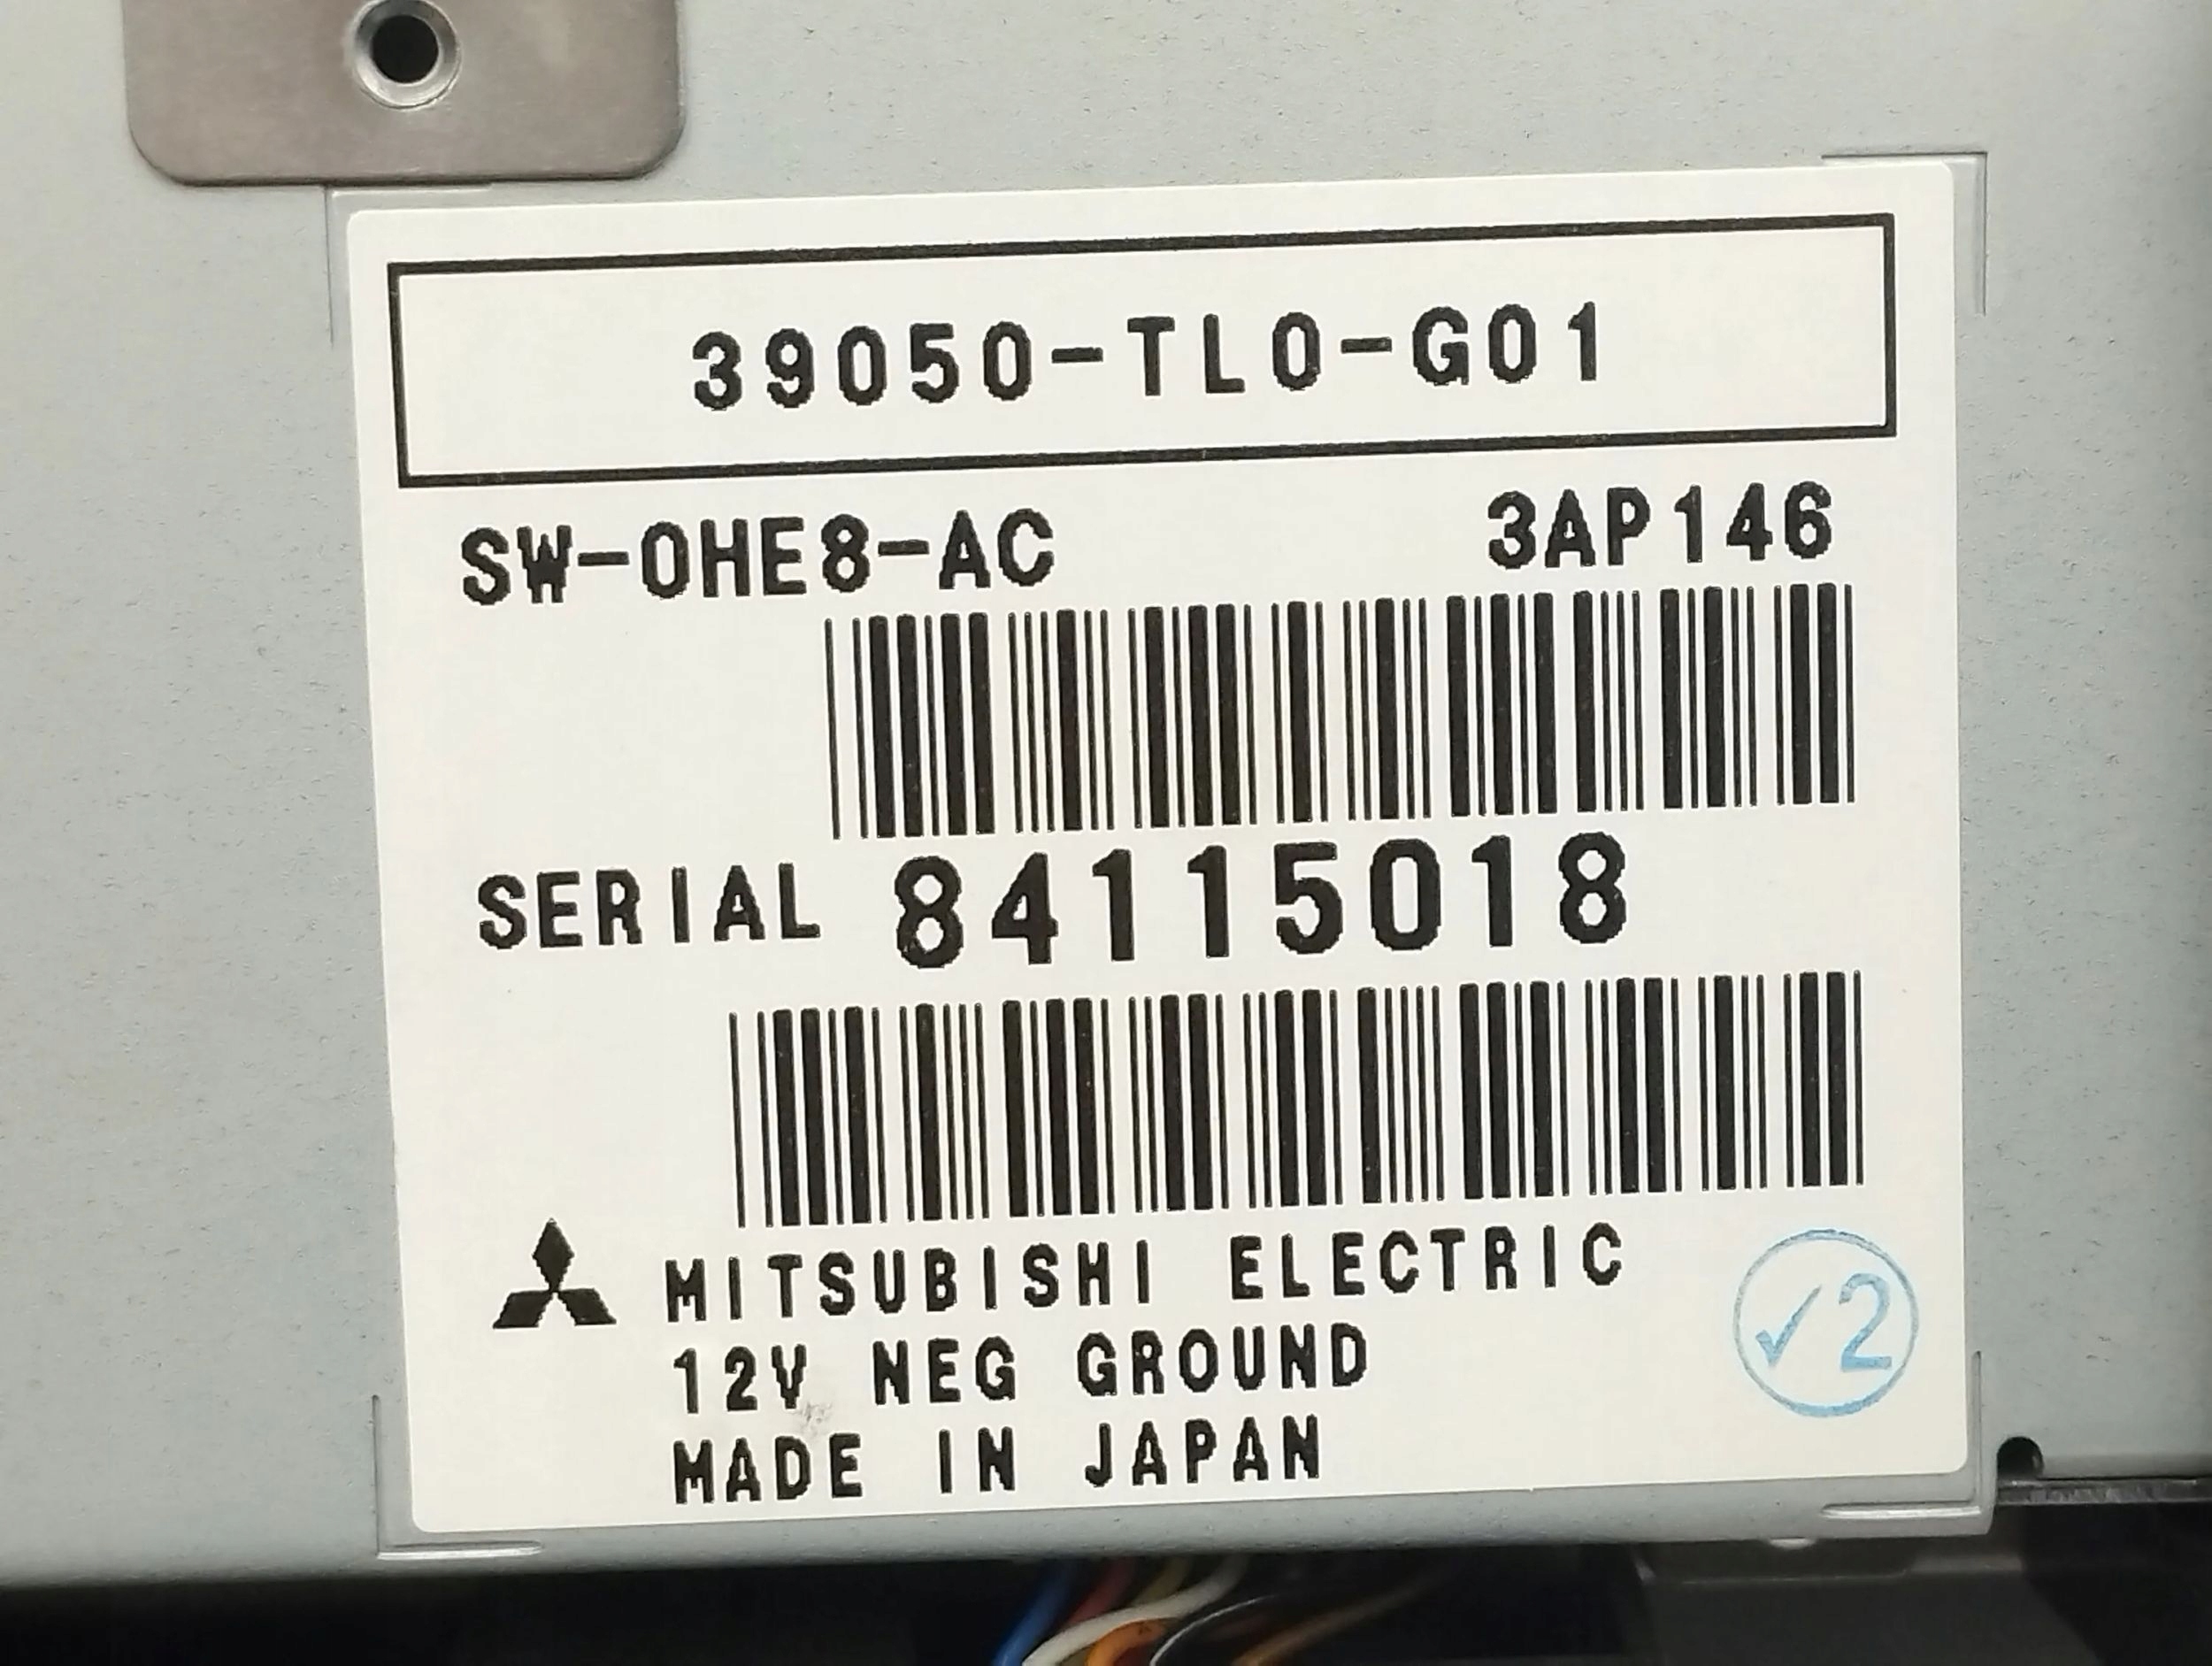 39050-TL0-G01
SW-0HE8-AC 3AP146
SERIAL 84115018
MITSUBISHI ELECTRIC
12V NEG GROUND
MADE IN JAPAN
✓2